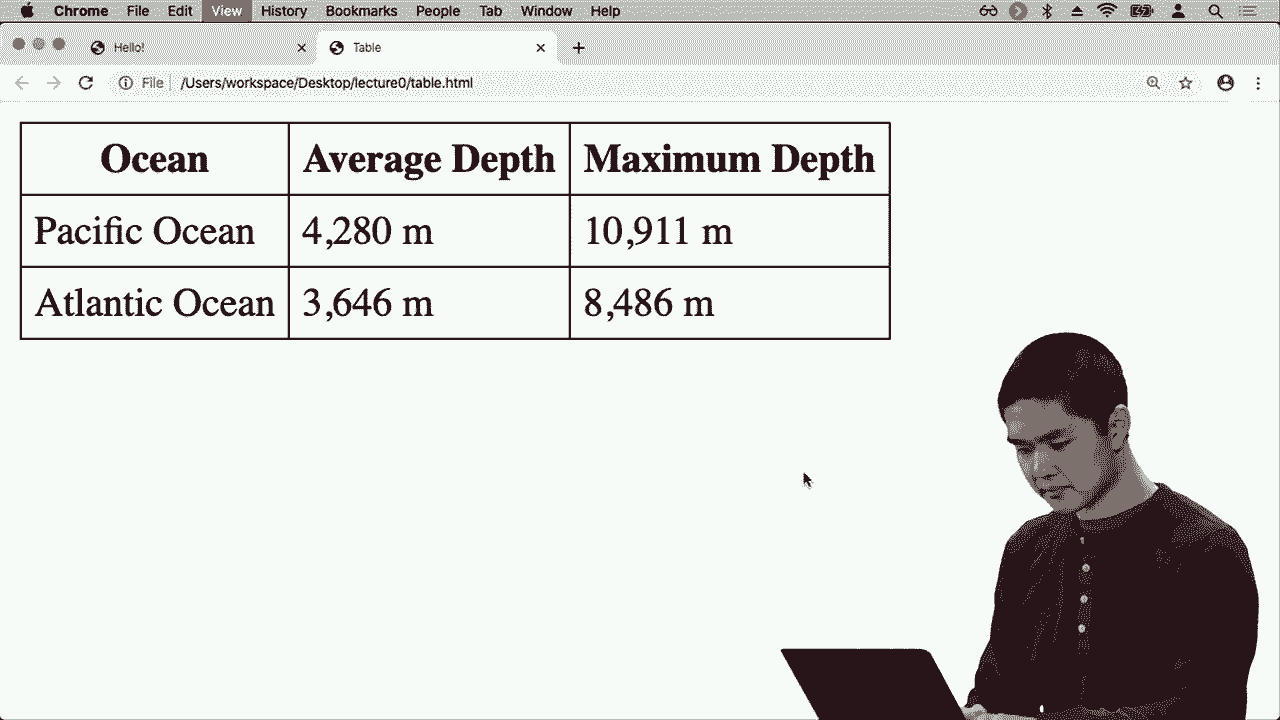 Chrome File Edit View History Bookmarks People Tab Window Help
Hello! Table
File /Users/workspace/Desktop/lecture0/table.html
Ocean Average Depth Maximum Depth
Pacific Ocean 4,280 m 10,911 m
Atlantic Ocean 3,646 m 8,486 m